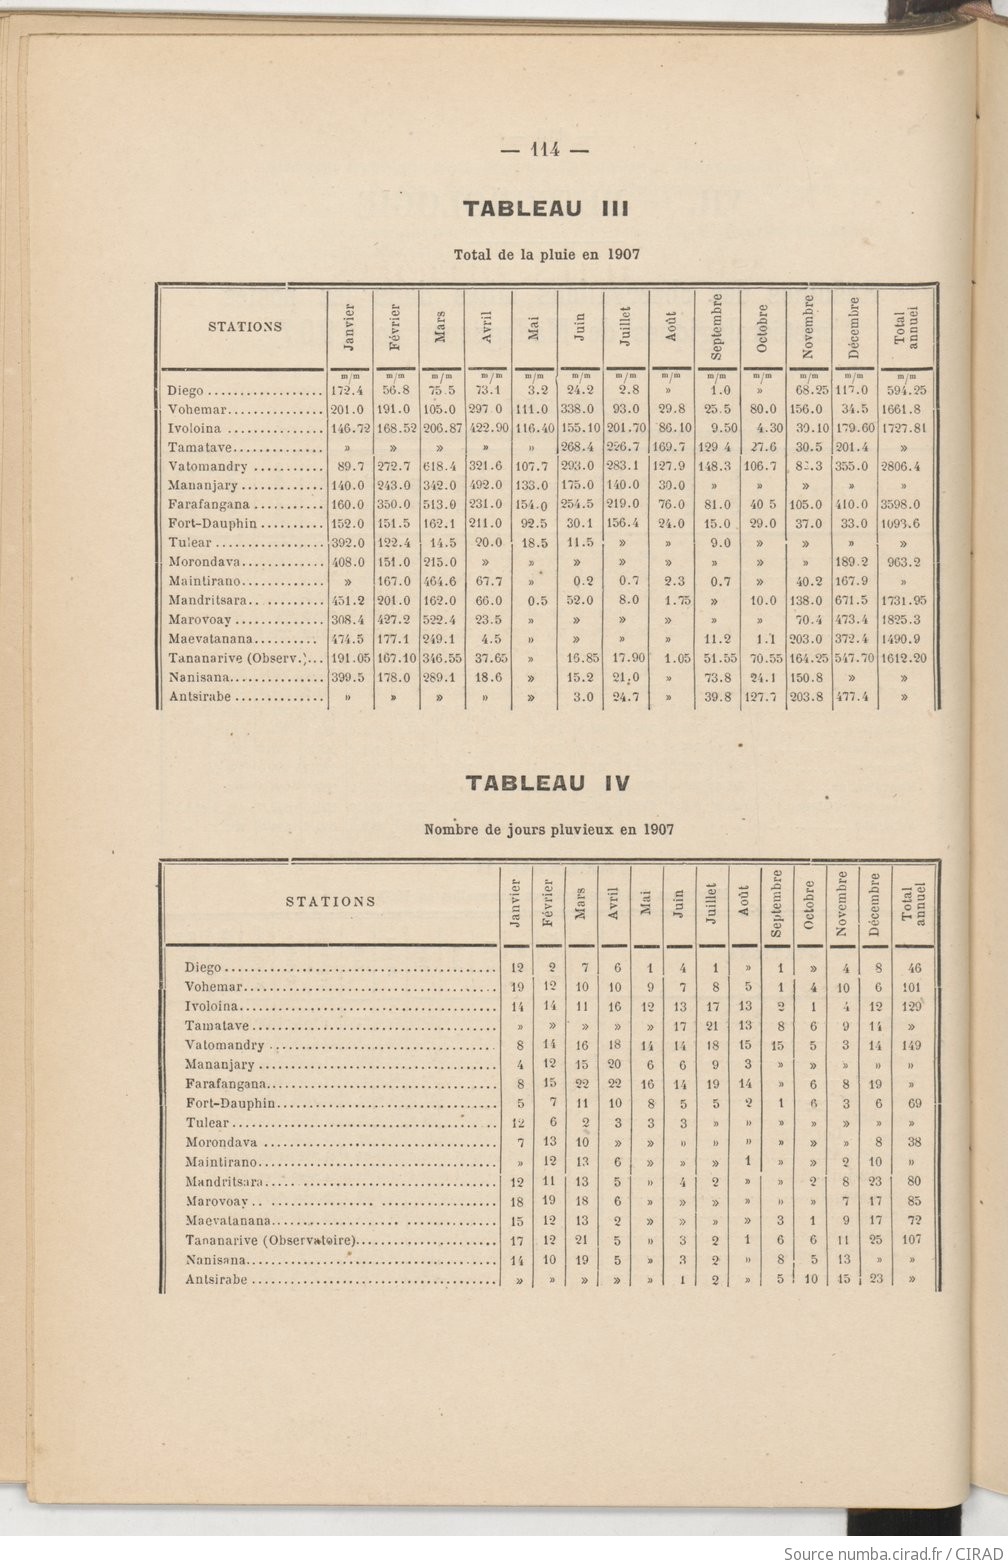 — 114 —
TABLEAU III
Total de la pluie en 1907
STATIONS Janvier Février Mars Avril Mai Juin Juillet Août Septembre Octobre Novembre Décembre Total annuel
m/m m/m m/m m/m m/m m/m m/m m/m m/m m/m m/m m/m m/m
Diego .................. 172.4 56.8 75.5 73.1 3.2 24.2 2.8 » 1.0 » 68.25 117.0 594.25
Vohemar............... 201.0 191.0 105.0 297 0 111.0 338.0 93.0 29.8 25.5 80.0 156.0 34.5 1661.8
Ivoloina ............... 146.72 168.52 206.87 422.90 116.40 155.10 201.70 86.10 9.50 4.30 30.10 179.60 1727.81
Tamatave.............. » » » » » 268.4 226.7 169.7 129 4 27.6 30.5 201.4 »
Vatomandry ........... 89.7 272.7 618.4 321.6 107.7 293.0 283.1 127.9 148.3 106.7 355.0 2806.4
Mananjary ............. 140.0 243.0 342.0 492.0 133.0 175.0 140.0 30.0 » » » » »
Farafangana ........... 160.0 350.0 513.0 231.0 154.0 254.5 219.0 76.0 81.0 40 5 105.0 410.0 3598.0
Fort-Dauphin .......... 152.0 151.5 162.1 211.0 92.5 30.1 156.4 24.0 15.0 29.0 37.0 33.0 1093.6
Tulear ................. 392.0 122.4 14.5 20.0 18.5 11.5 » » 9.0 » » » »
Morondava............. 408.0 151.0 215.0 » » » » » » » » 189.2 963.2
Maintirano............. » 167.0 464.6 67.7 » 0.2 0.7 2.3 0.7 » 40.2 167.9 »
Mandritsara.. ......... 451.2 201.0 162.0 66.0 0.5 52.0 8.0 1.75 » 10.0 138.0 671.5 1731.95
Marovoay ............. 308.4 427.2 522.4 23.5 » » » » » » 70.4 473.4 1825.3
Maevatanana.......... 474.5 177.1 249.1 4.5 » » » » 11.2 1.1 203.0 372.4 1490.9
Tananarive (Observ.)... 191.05 167.10 346.55 37.65 » 16.85 17.90 1.05 51.55 70.55 164.25 547.70 1612.20
Nanisana............... 399.5 178.0 289.1 18.6 » 15.2 21.0 » 73.8 24.1 150.8 » »
Antsirabe .............. » » » » » 3.0 24.7 » 39.8 127.7 203.8 477.4 »
TABLEAU IV
Nombre de jours pluvieux en 1907
STATIONS Janvier Février Mars Avril Mai Juin Juillet Août Septembre Octobre Novembre Décembre Total annuel
Diego.......................................... 12 2 7 6 1 4 1 » 1 » 4 8 46
Vohemar....................................... 19 12 10 10 9 7 8 5 1 4 10 6 101
Ivoloina....................................... 14 14 11 16 12 13 17 13 2 1 4 12 129
Tamatave...................................... » » » » » 17 21 13 8 6 9 14 »
Vatomandry ................................... 8 14 16 18 14 14 18 15 15 5 3 14 149
Mananjary ..................................... 4 12 15 20 6 6 9 3 » » » » »
Farafangana.................................... 8 15 22 22 16 14 19 14 » 6 8 19 »
Fort-Dauphin.................................. 5 7 11 10 8 5 5 2 1 6 3 6 69
Tulear......................................... 12 6 2 3 3 3 » » » » » » »
Morondava .................................... 7 13 10 » » » » » » » » 8 38
Maintirano..................................... » 12 13 6 » » » 1 » » 2 10 »
Mandritsara..................................... 12 11 13 5 » 4 2 » » 2 8 23 80
Marovoay.. ................................... 18 19 18 6 » » » » » » 7 17 85
Maevatanana................................... 15 12 13 2 » » » » 3 1 9 17 72
Tananarive (Observatoire)...................... 17 12 21 5 » 3 2 1 6 6 11 25 107
Nanisana....................................... 14 10 19 5 » 3 2 » 8 5 13 » »
Antsirabe ...................................... » » » » » 1 2 » 5 10 15 23 »
Source numba.cirad.fr / CIRAD